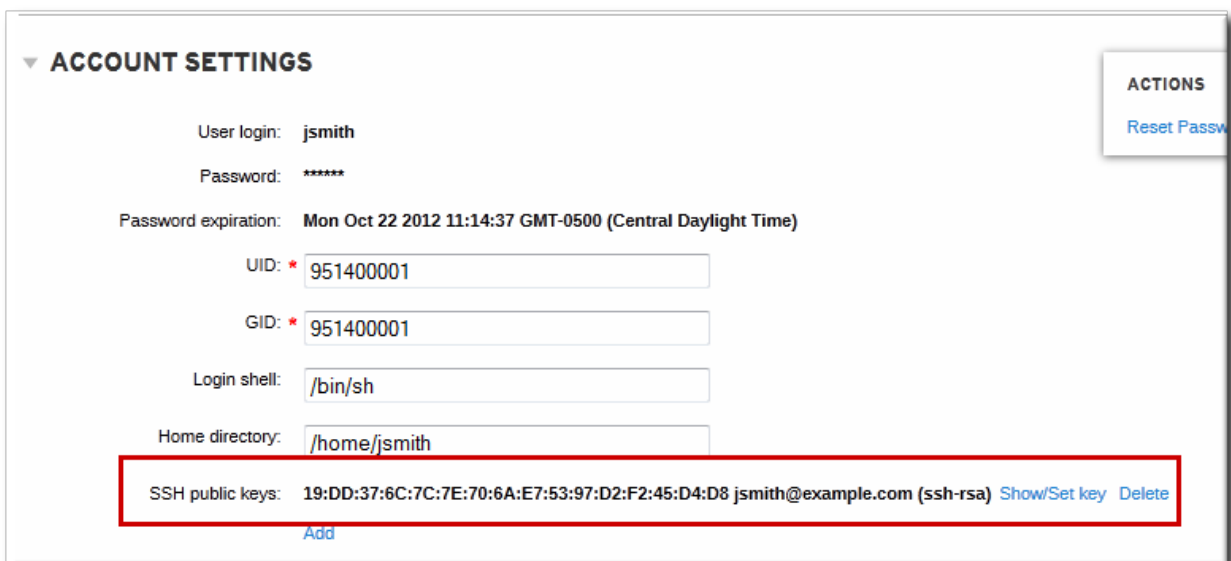 ACCOUNT SETTINGS
ACTIONS
Reset Passw
User login: jsmith
Password: ******
Password expiration: Mon Oct 22 2012 11:14:37 GMT-0500 (Central Daylight Time)
UID: * 951400001
GID: * 951400001
Login shell: /bin/sh
Home directory: /home/jsmith
SSH public keys: 19:DD:37:6C:7C:7E:70:6A:E7:53:97:D2:F2:45:D4:D8 jsmith@example.com (ssh-rsa) Show/Set key Delete
Add